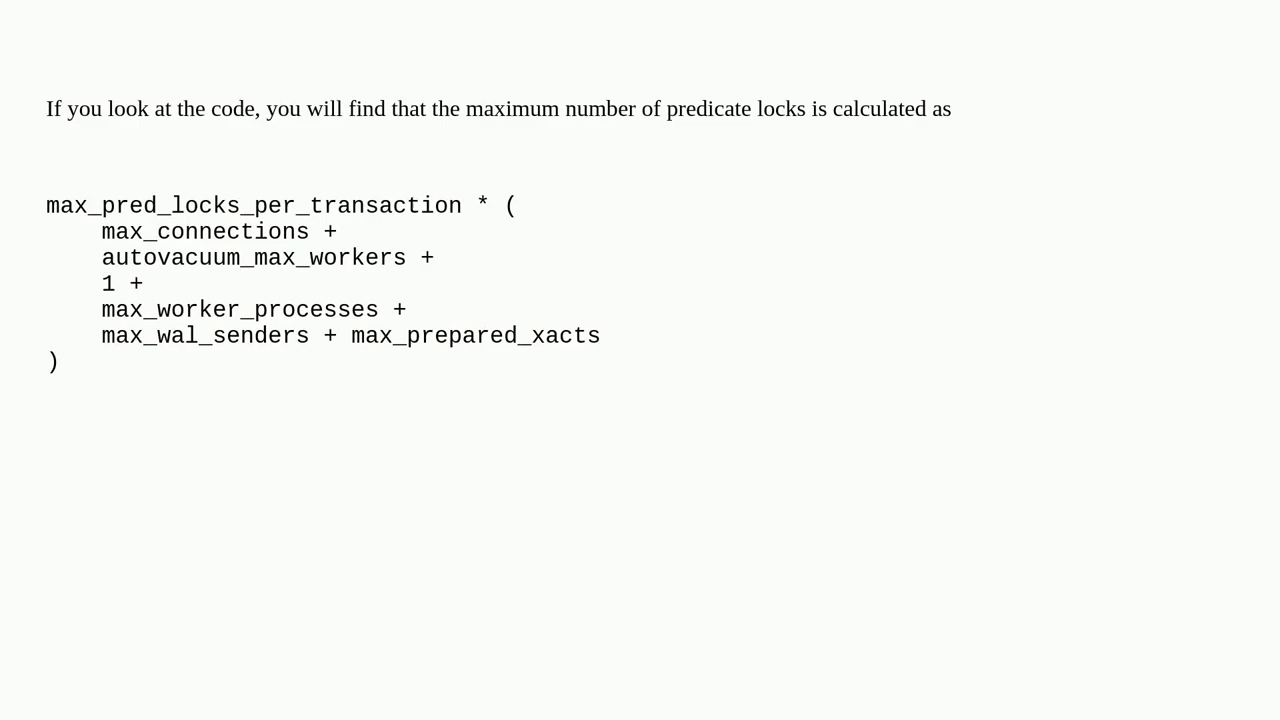 If you look at the code, you will find that the maximum number of predicate locks is calculated as
max_pred_locks_per_transaction * (
    max_connections +
    autovacuum_max_workers +
    1 +
    max_worker_processes +
    max_wal_senders + max_prepared_xacts
)